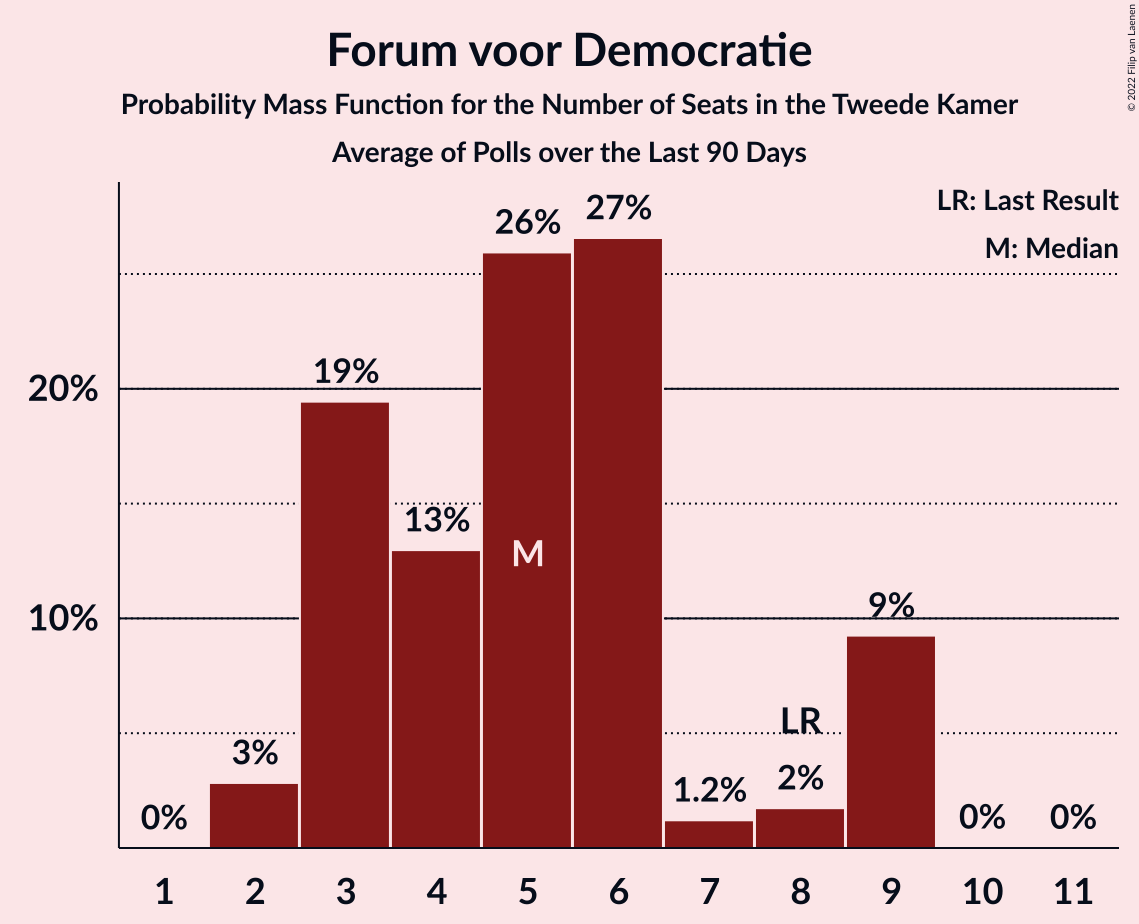 Forum voor Democratie
Probability Mass Function for the Number of Seats in the Tweede Kamer
Average of Polls over the Last 90 Days
© 2022 Filip van Laenen
LR: Last Result
M: Median
27%
26%
20%
19%
13%
M
10%
9%
LR
3%
2%
1.2%
0%
0%
0%
1 2 3 4 5 6 7 8 9 10 11